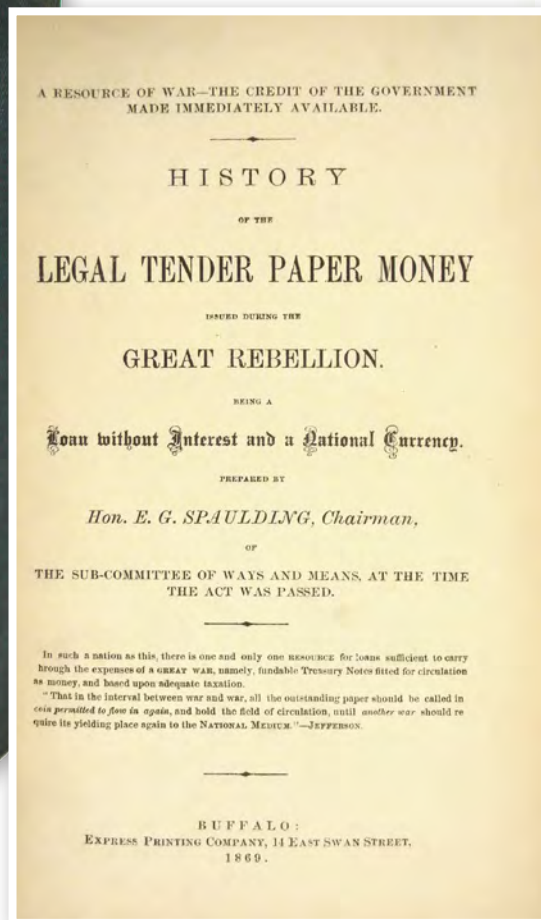 A RESOURCE OF WAR—THE CREDIT OF THE GOVERNMENT
MADE IMMEDIATELY AVAILABLE.
HISTORY
OF THE
LEGAL TENDER PAPER MONEY
ISSUED DURING THE
GREAT REBELLION.
BEING A
Loan without Interest and a National Currency.
PREPARED BY
Hon. E. G. SPAULDING, Chairman,
OF
THE SUB-COMMITTEE OF WAYS AND MEANS, AT THE TIME
THE ACT WAS PASSED.
In such a nation as this, there is one and only one RESOURCE for loans sufficient to carry
hrough the expenses of a GREAT WAR, namely, fundable Treasury Notes fitted for circulation
as money, and based upon adequate taxation.
"That in the interval between war and war, all the outstanding paper should be called in
coin permitted to flow in again, and hold the field of circulation, until another war should re
quire its yielding place again to the NATIONAL MEDIUM."—JEFFERSON.
BUFFALO:
EXPRESS PRINTING COMPANY, 14 EAST SWAN STREET,
1869.